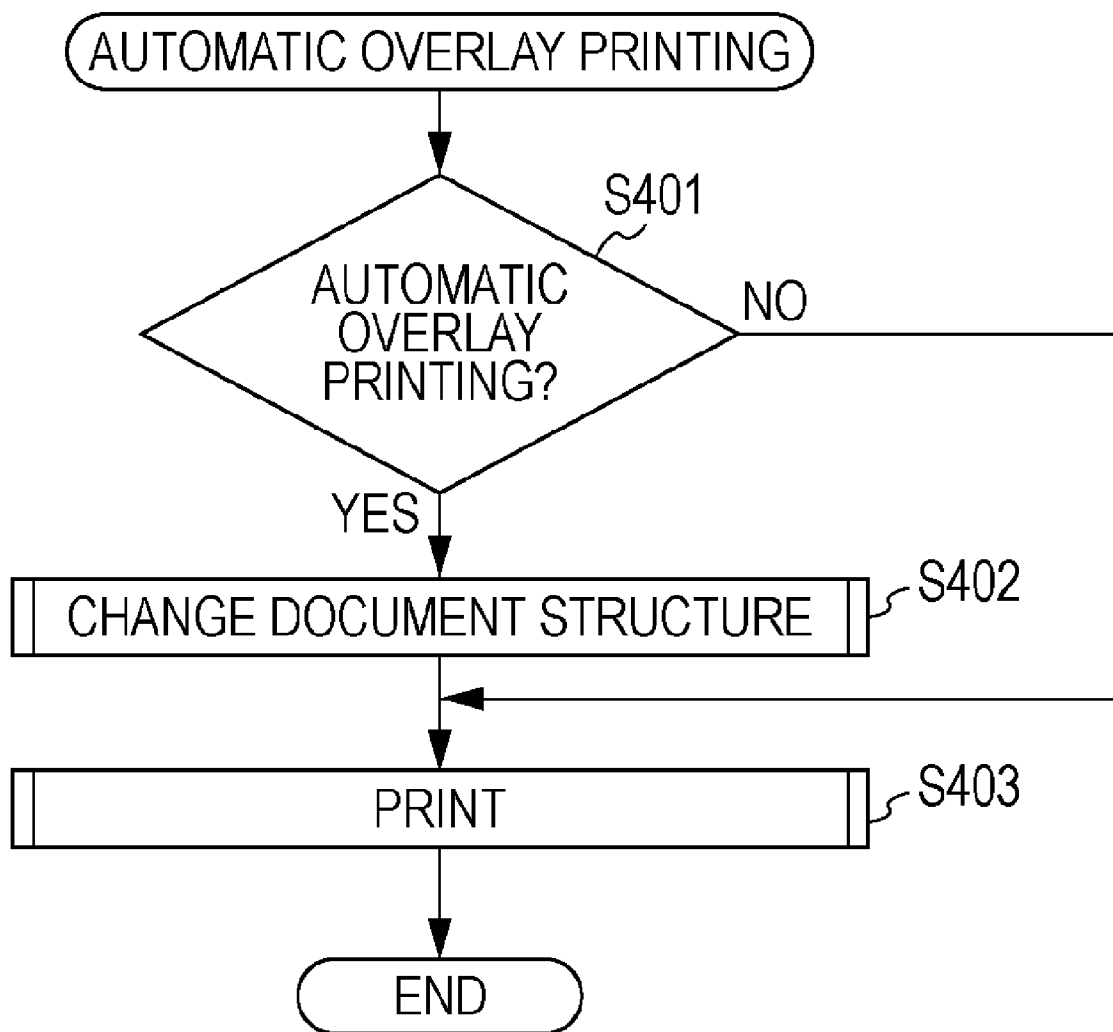 AUTOMATIC OVERLAY PRINTING
S401
AUTOMATIC
OVERLAY
PRINTING?
NO
YES
CHANGE DOCUMENT STRUCTURE
S402
PRINT
S403
END